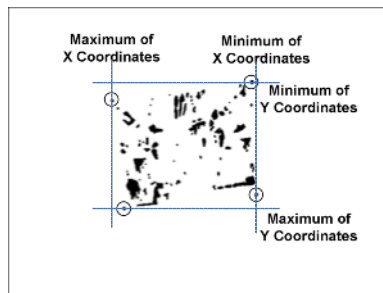 Maximum of
X Coordinates
Minimum of
X Coordinates
Minimum of
Y Coordinates
Maximum of
Y Coordinates